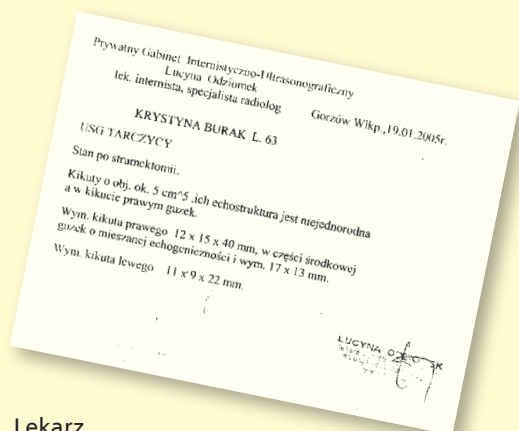 Prywatny Gabinet Internistyczno-Ultrasonograficzny
Lucyna Odziomek
lek. internista, specjalista radiolog
Gorzów Wlkp.,19.01.2005r.
KRYSTYNA BURAK L. 63
USG TARCZYCY
Stan po strumektomii.
Kikuty o obj. ok. 5 cm^5 .ich echostruktura jest niejednorodna
a w kikucie prawym guzek.
Wym. kikuta prawego 12 x 15 x 40 mm, w części środkowej
guzek o mieszanej echogeniczności i wym. 17 x 13 mm.
Wym. kikuta lewego 11 x 9 x 22 mm.
LUCYNA
Lekarz